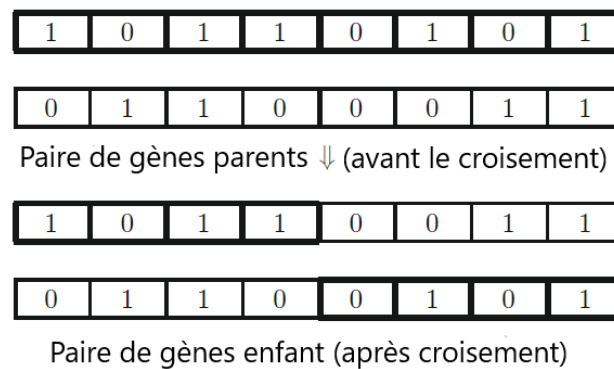 1 0 1 1 0 1 0 1
0 1 1 0 0 0 1 1
Paire de gènes parents ⇓ (avant le croisement)
1 0 1 1 0 0 1 1
0 1 1 0 0 1 0 1
Paire de gènes enfant (après croisement)